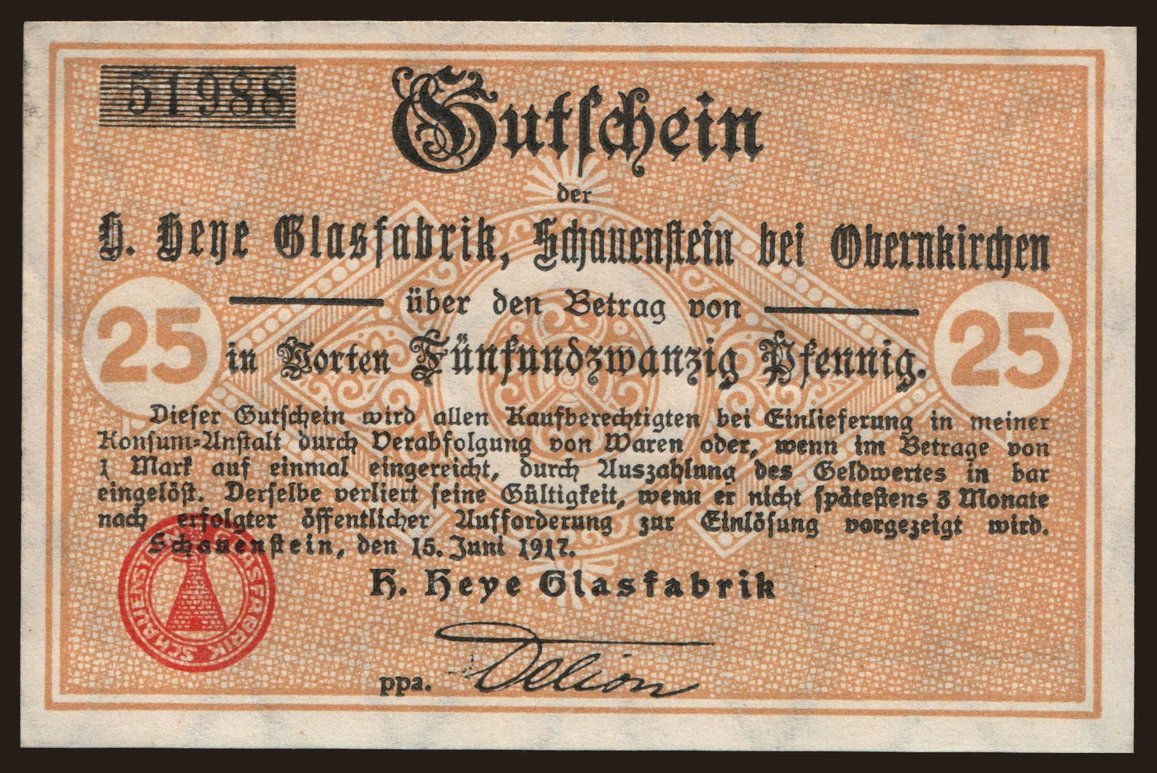 51988
Gutschein
der
H. Heye Glasfabrik, Schauenstein bei Obernkirchen
über den Betrag von
25 in Worten Fünfundzwanzig Pfennig. 25
Dieser Gutschein wird allen Kaufberechtigten bei Einlieferung in meiner
Konsum=Anstalt durch Verabfolgung von Waren oder, wenn im Betrage von
1 Mark auf einmal eingereicht, durch Auszahlung des Geldwertes in bar
eingelöst. Derselbe verliert seine Gültigkeit, wenn er nicht spätestens 3 Monate
nach erfolgter öffentlicher Aufforderung zur Einlösung vorgezeigt wird.
Schauenstein, den 15. Juni 1917.
H. Heye Glasfabrik
ppa. Delion
GLASFABRIK SCHAUENSTEIN